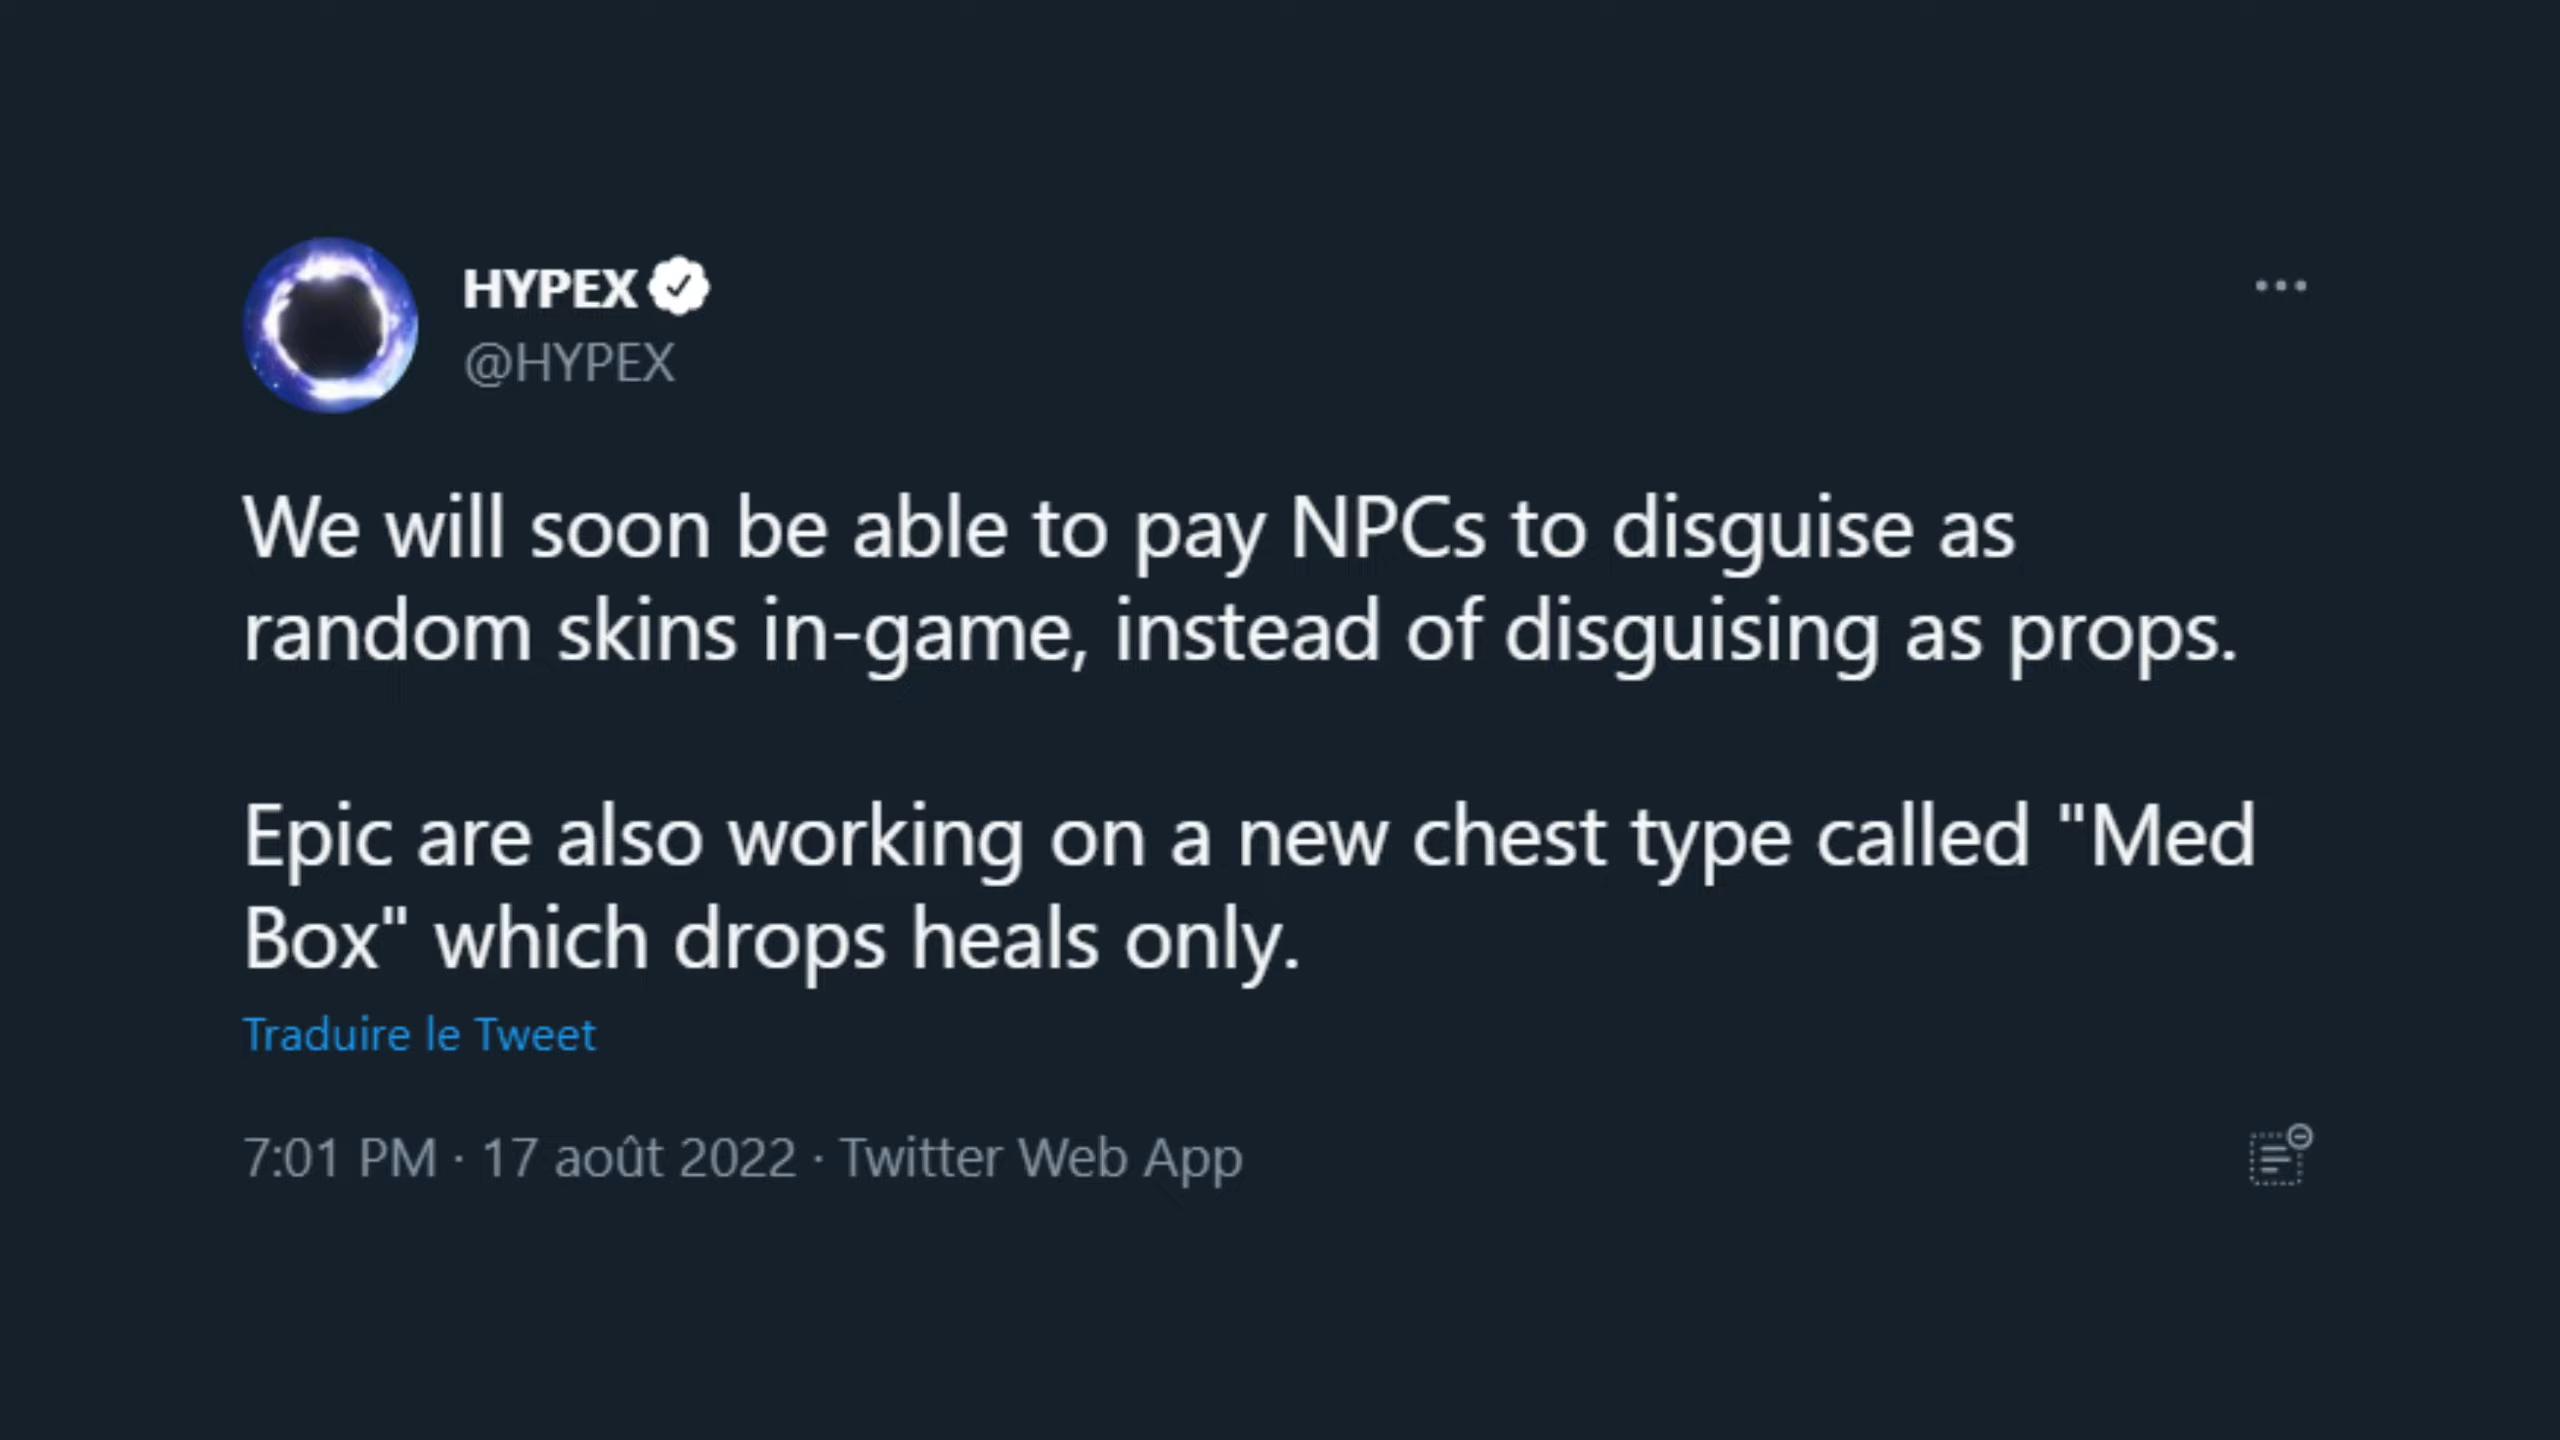 HYPEX
@HYPEX
We will soon be able to pay NPCs to disguise as
random skins in-game, instead of disguising as props.
Epic are also working on a new chest type called "Med
Box" which drops heals only.
Traduire le Tweet
7:01 PM · 17 août 2022 · Twitter Web App